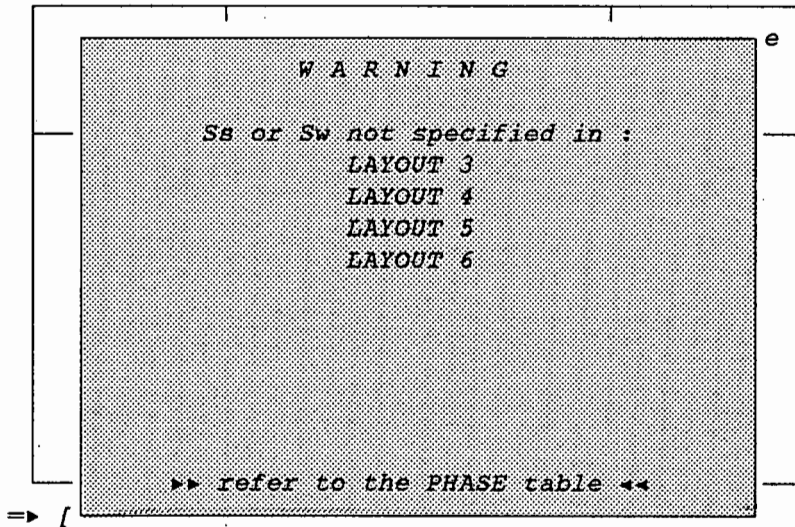 e
W A R N I N G
Ss or Sw not specified in :
LAYOUT 3
LAYOUT 4
LAYOUT 5
LAYOUT 6
►► refer to the PHASE table ◄◄
=► [